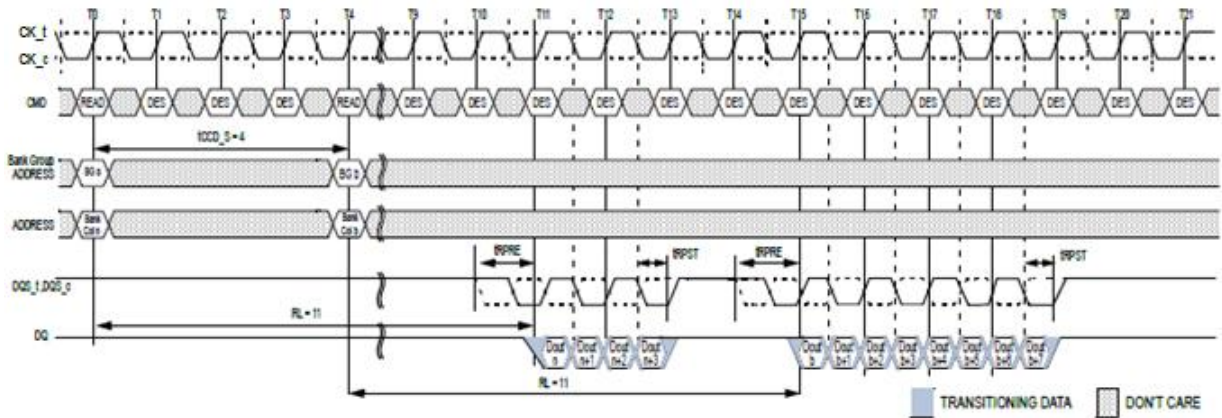 T0 T1 T2 T3 T4 T9 T10 T11 T12 T13 T14 T15 T16 T17 T18 T19 T20 T21
CK_t
CK_c
CMD READ DES DES DES READ DES DES DES DES DES DES DES DES DES DES DES DES DES
tCCD_S = 4
Bank Group
ADDRESS BG a BG b
ADDRESS Bank Col n Bank Col b
tRPRE tRPST tRPRE tRPST
DQS_t,DQS_c
RL = 11
DQ Dout n Dout n+1 Dout n+2 Dout n+3 Dout b Dout b+1 Dout b+2 Dout b+3 Dout b+4 Dout b+5 Dout b+6 Dout b+7
RL = 11
TRANSITIONING DATA DON'T CARE